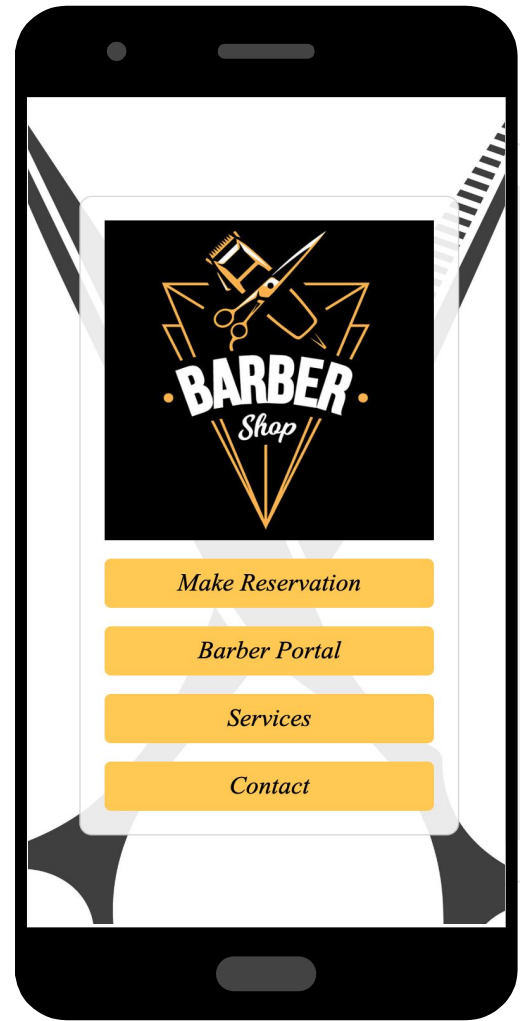 BARBER
Shop
Make Reservation
Barber Portal
Services
Contact